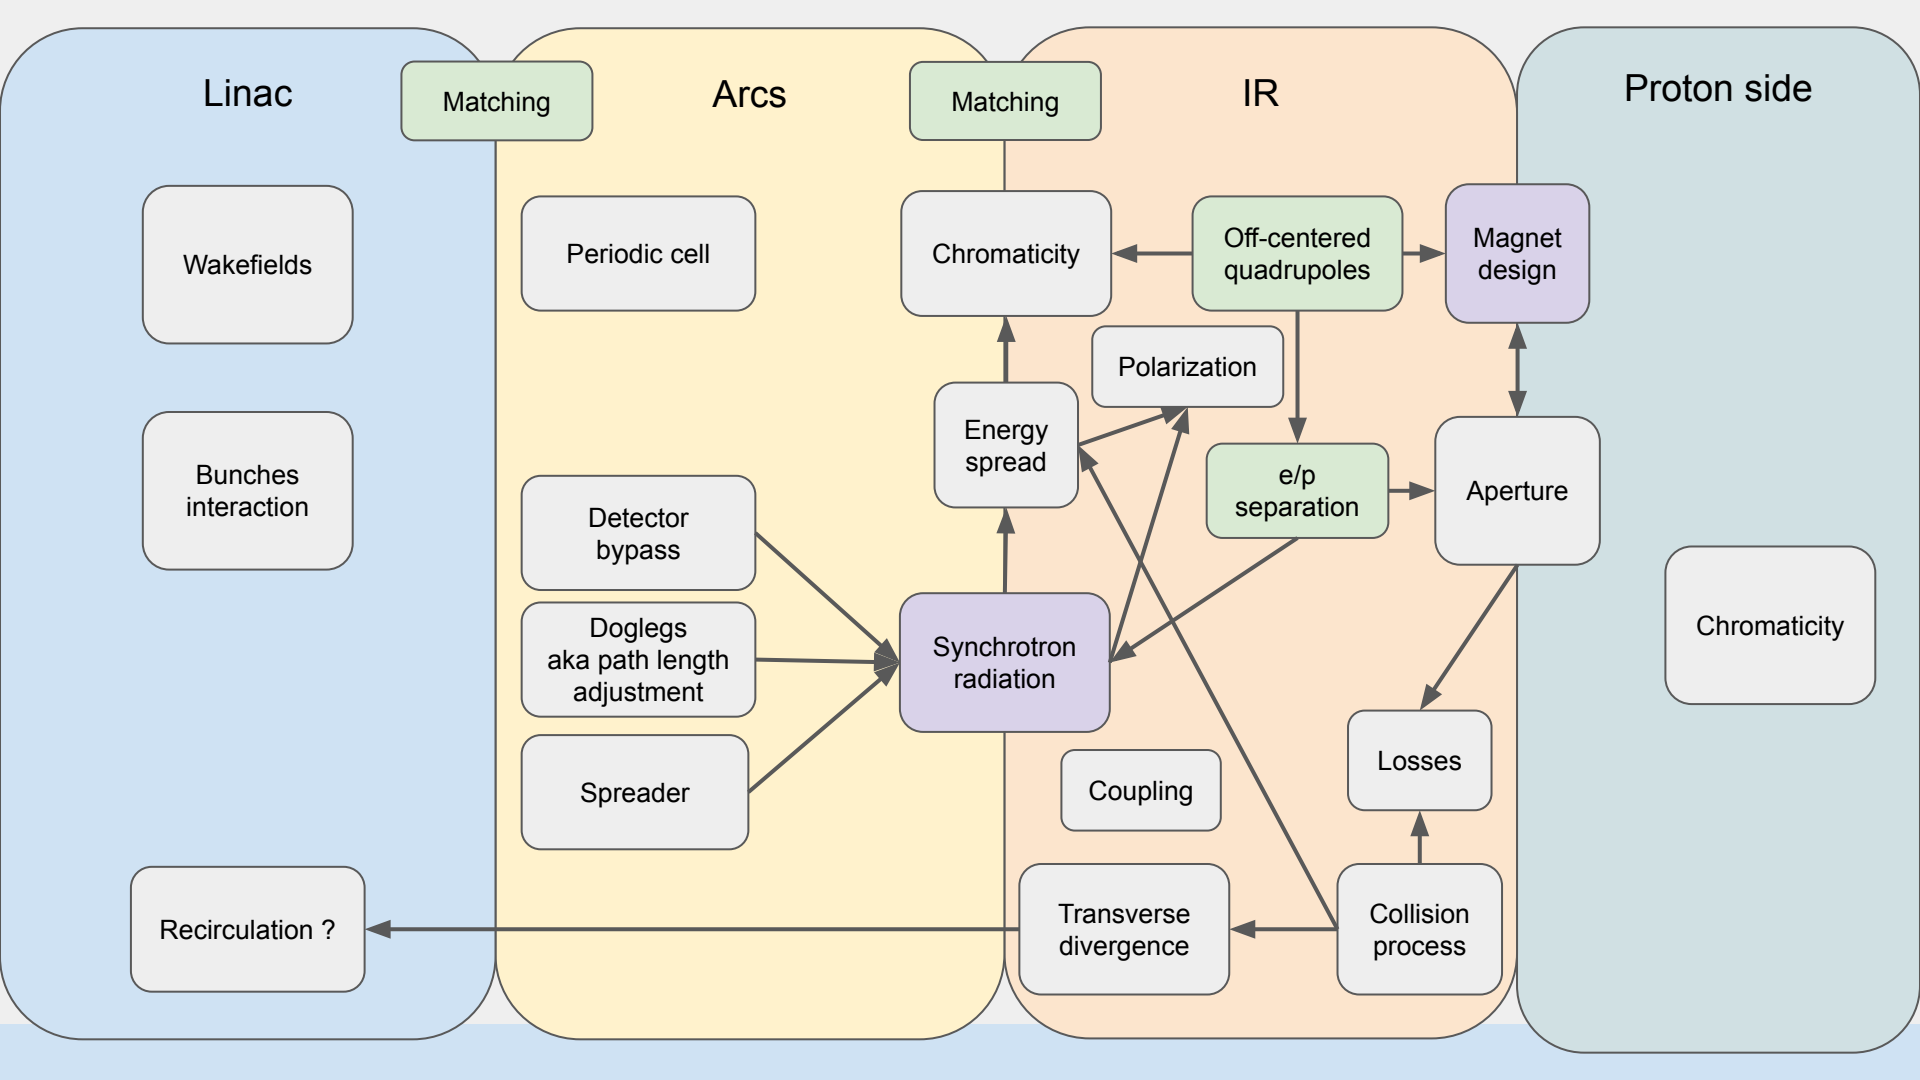 Linac
Matching
Arcs
Matching
IR
Proton side
Wakefields
Periodic cell
Chromaticity
Off-centered
quadrupoles
Magnet
design
Polarization
Energy
spread
Bunches
interaction
e/p
separation
Aperture
Detector
bypass
Doglegs
aka path length
adjustment
Synchrotron
radiation
Chromaticity
Spreader
Coupling
Losses
Recirculation ?
Transverse
divergence
Collision
process